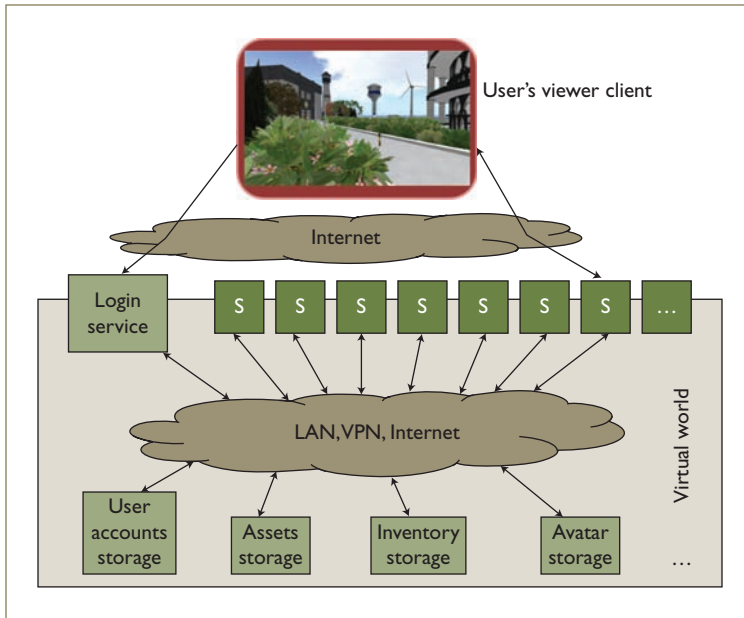 User's viewer client
Internet
Login
service
S S S S S S S ...
LAN, VPN, Internet
Virtual world
User
accounts
storage
Assets
storage
Inventory
storage
Avatar
storage
...